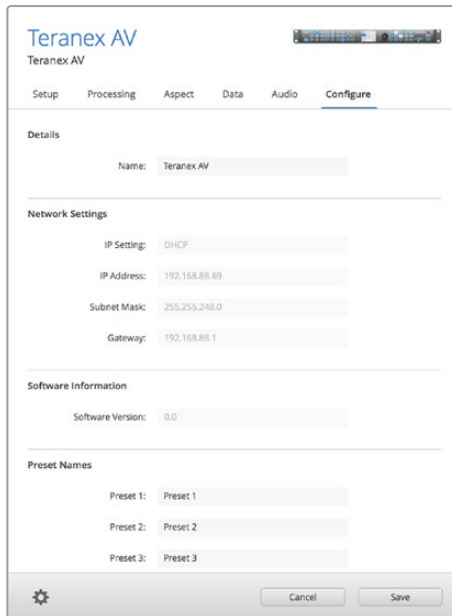 Teranex AV
Teranex AV
Setup Processing Aspect Data Audio Configure
Details
Name: Teranex AV
Network Settings
IP Setting: DHCP
IP Address: 192.168.88.69
Subnet Mask: 255.255.248.0
Gateway: 192.168.88.1
Software Information
Software Version: 0.0
Preset Names
Preset 1: Preset 1
Preset 2: Preset 2
Preset 3: Preset 3
Cancel Save